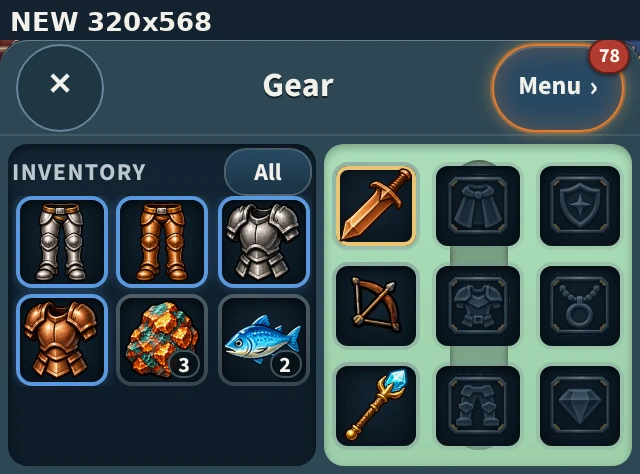 NEW 320x568
×
Gear
Menu ›
78
INVENTORY
All
3
2